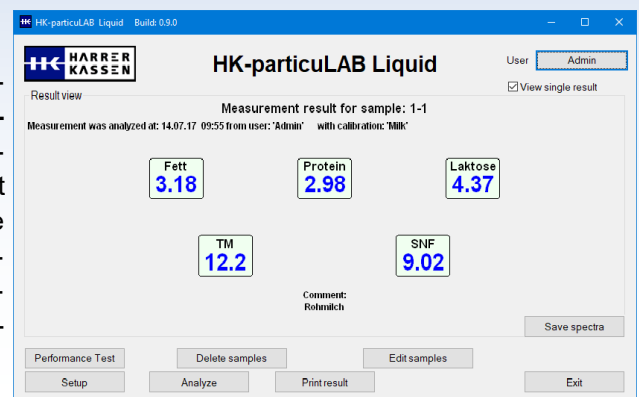 HK-particuLAB Liquid Build: 0.9.0
HARRER
KASSEN
HK-particuLAB Liquid
User Admin
View single result
Result view
Measurement result for sample: 1-1
Measurement was analyzed at: 14.07.17 09:55 from user: 'Admin' with calibration: 'Milk'
Fett
3.18
Protein
2.98
Laktose
4.37
TM
12.2
SNF
9.02
Comment:
Rohmilch
Save spectra
Performance Test Delete samples Edit samples
Setup Analyze Print result Exit